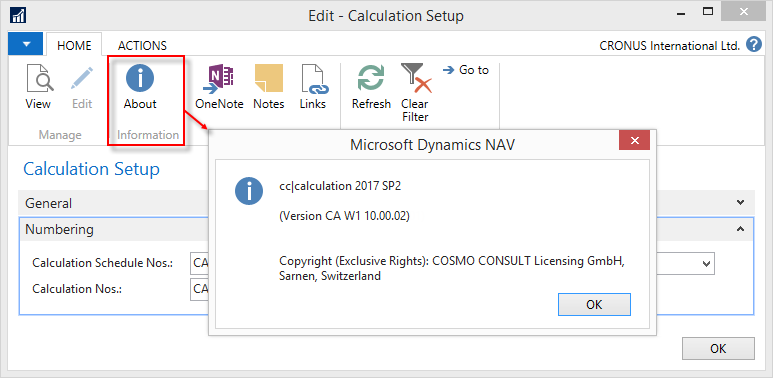 Edit - Calculation Setup
HOME ACTIONS CRONUS International Ltd. ?
View Edit About OneNote Notes Links Refresh Clear Filter Go to
Manage Information
Microsoft Dynamics NAV
Calculation Setup
cc|calculation 2017 SP2
General
(Version CA W1 10.00.02)
Numbering
Calculation Schedule Nos.: CA
Copyright (Exclusive Rights): COSMO CONSULT Licensing GmbH,
Sarnen, Switzerland
Calculation Nos.: CA
OK
OK